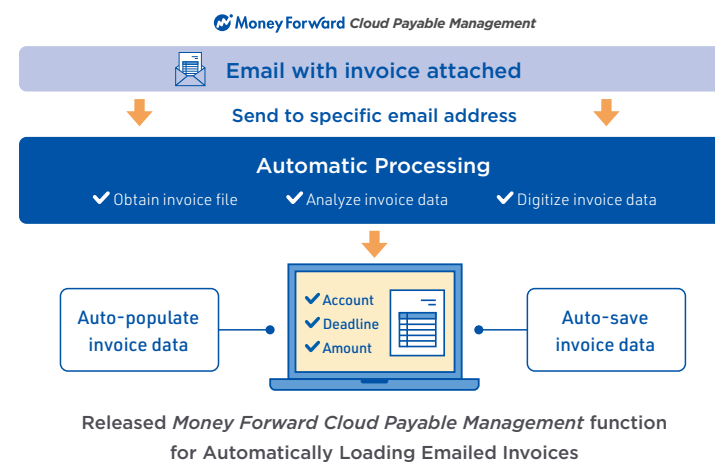 Money Forward Cloud Payable Management
Email with invoice attached
Send to specific email address
Automatic Processing
Obtain invoice file
Analyze invoice data
Digitize invoice data
Auto-populate
invoice data
Account
Deadline
Amount
Auto-save
invoice data
Released Money Forward Cloud Payable Management function
for Automatically Loading Emailed Invoices